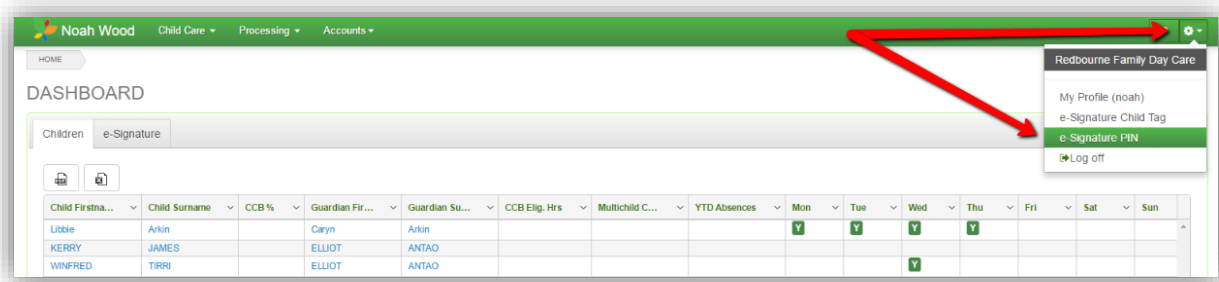 Noah Wood Child Care Processing Accounts
HOME
Redbourne Family Day Care
DASHBOARD
My Profile (noah)
e-Signature Child Tag
e-Signature PIN
Log off
Children e-Signature
Child Firstna... Child Surname CCB % Guardian Fir... Guardian Su... CCB Elig. Hrs Multichild C... YTD Absences Mon Tue Wed Thu Fri Sat Sun
Libbie Arkin Caryn Arkin Y Y Y Y
KERRY JAMES ELLIOT ANTAO
WINFRED TIRRI ELLIOT ANTAO Y